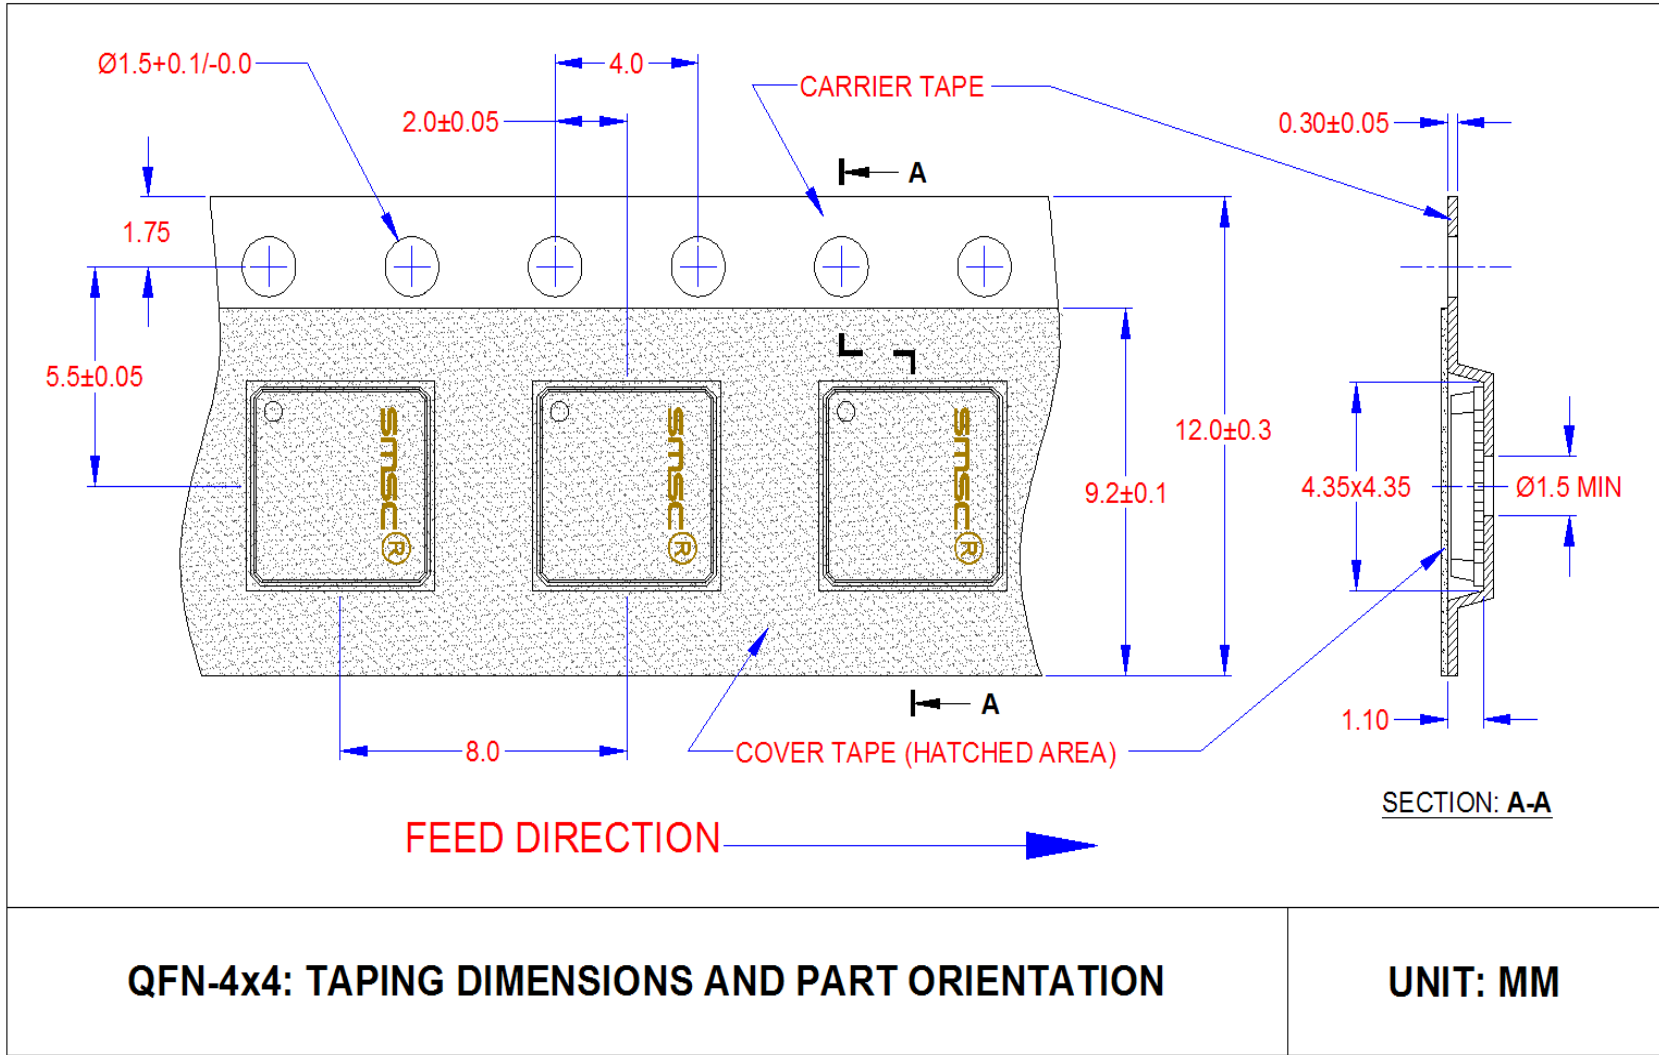 Ø1.5+0.1/-0.0
4.0
CARRIER TAPE
2.0±0.05
0.30±0.05
A
1.75
5.5±0.05
smsc®
smsc®
smsc®
12.0±0.3
9.2±0.1
4.35x4.35
Ø1.5 MIN
A
1.10
8.0
COVER TAPE (HATCHED AREA)
SECTION: A-A
FEED DIRECTION
QFN-4x4: TAPING DIMENSIONS AND PART ORIENTATION
UNIT: MM